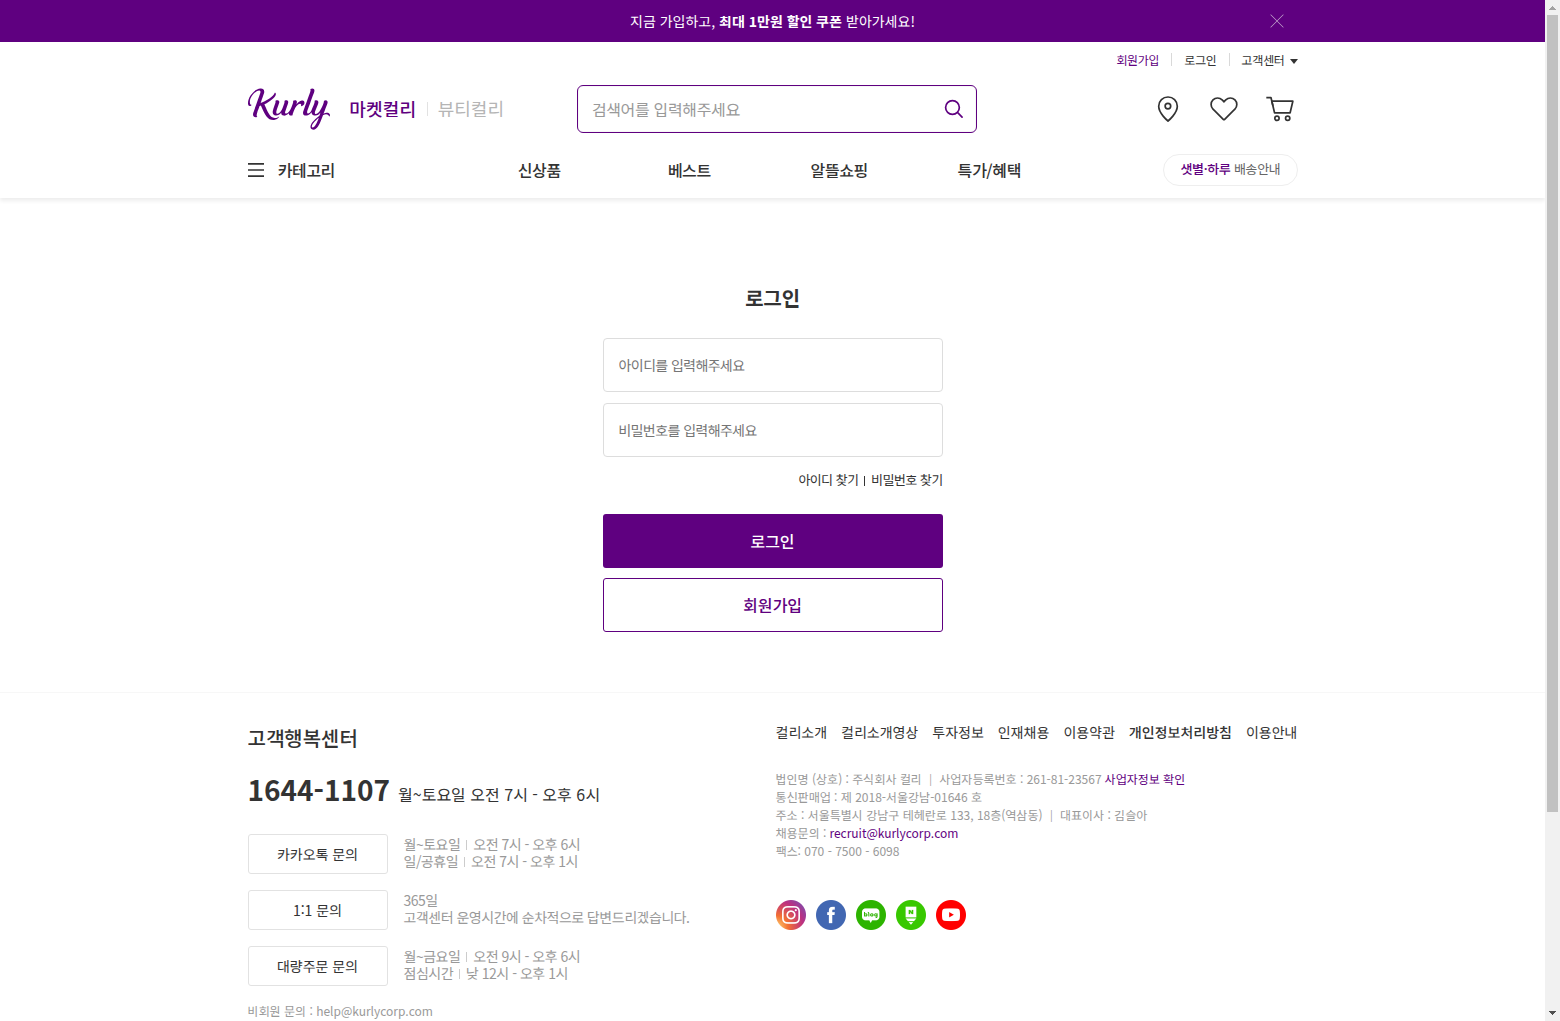 지금 가입하고, 최대 1만원 할인 쿠폰 받아가세요!
회원가입 로그인 고객센터
Kurly 마켓컬리 뷰티컬리 검색어를 입력해주세요
카테고리 신상품 베스트 알뜰쇼핑 특가/혜택 샛별·하루 배송안내
로그인
아이디를 입력해주세요
비밀번호를 입력해주세요
아이디 찾기 | 비밀번호 찾기
로그인
회원가입
고객행복센터
1644-1107 월~토요일 오전 7시 - 오후 6시
카카오톡 문의
월~토요일 | 오전 7시 - 오후 6시
일/공휴일 | 오전 7시 - 오후 1시
1:1 문의
365일
고객센터 운영시간에 순차적으로 답변드리겠습니다.
대량주문 문의
월~금요일 | 오전 9시 - 오후 6시
점심시간 | 낮 12시 - 오후 1시
비회원 문의 : help@kurlycorp.com
컬리소개 컬리소개영상 투자정보 인재채용 이용약관 개인정보처리방침 이용안내
법인명 (상호) : 주식회사 컬리 | 사업자등록번호 : 261-81-23567 사업자정보 확인
통신판매업 : 제 2018-서울강남-01646 호
주소 : 서울특별시 강남구 테헤란로 133, 18층(역삼동) | 대표이사 : 김슬아
채용문의 : recruit@kurlycorp.com
팩스: 070 - 7500 - 6098
blog
N